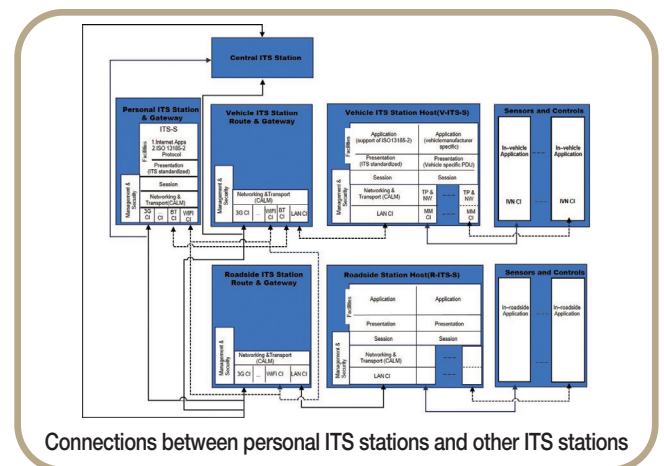 Central ITS Station
Personal ITS Station
& Gateway
ITS-S
Facilities
1.Internet Apps
2.ISO 13185-2
Protocol
Presentation
(ITS standardized)
Session
Management &
Security
Networking &
Transport(CALM)
3G
CI
...
CI
BT
CI
WIFI
CI
Vehicle ITS Station
Route & Gateway
Management &
Security
Networking &Transport
(CALM)
3G CI
...
WIFI
CI
BT
CI
LAN CI
Vehicle ITS Station Host(V-ITS-S)
Facilities
Application
(support of ISO13185-2)
Application
(vehiclemanufacturer
specific)
Presentation
(ITS standardized)
Presentation
(Vehicle specific PDU)
Session
Session
Management &
Security
Networking &
Transport(CALM)
TP &
NW
TP &
NW
LAN CI
MM
CI
MM
CI
Sensors and Controls
In-vehicle
Application
In-vehicle
Application
IVN CI
IVN CI
Roadside ITS Station
Route & Gateway
Management &
Security
Networking &Transport
(CALM)
3G CI
...
WIFI CI
LAN CI
Roadside Station Host(R-ITS-S)
Facilities
Application
Application
Presentation
Presentation
Session
Session
Management &
Security
Networking &
Transport(CALM)
LAN CI
Sensors and Controls
In-roadside
Application
In-roadside
Application
Connections between personal ITS stations and other ITS stations